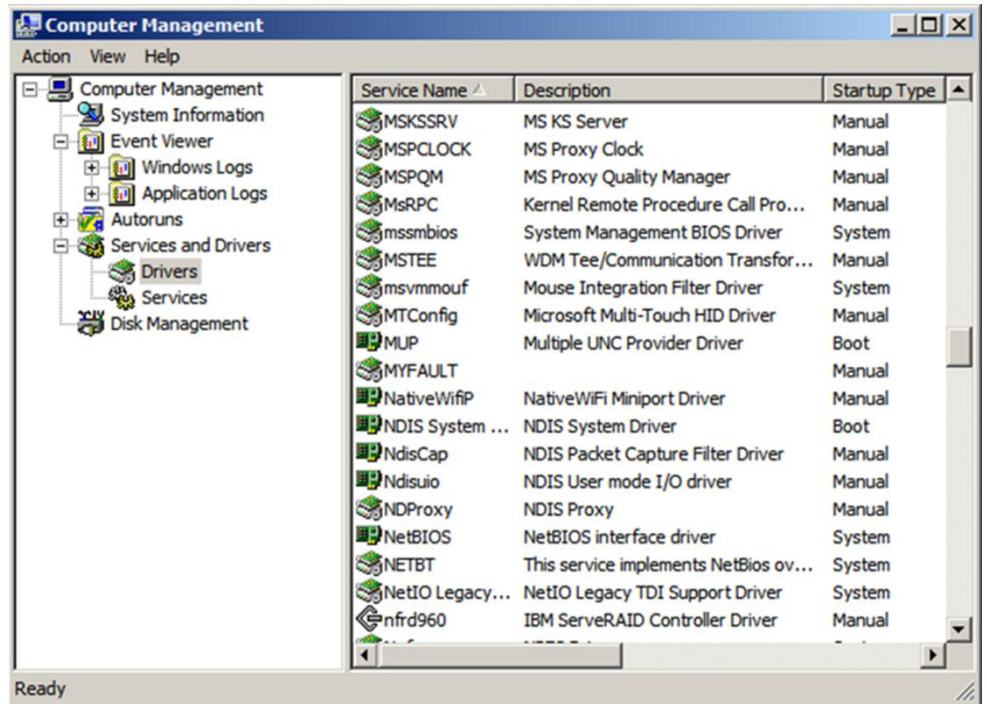 Computer Management
Action View Help
Computer Management
System Information
Event Viewer
Windows Logs
Application Logs
Autoruns
Services and Drivers
Drivers
Services
Disk Management
Service Name Description Startup Type
MSKSSRV MS KS Server Manual
MSPCLOCK MS Proxy Clock Manual
MSPQM MS Proxy Quality Manager Manual
MsRPC Kernel Remote Procedure Call Pro... Manual
mssmbios System Management BIOS Driver System
MSTEE WDM Tee/Communication Transfor... Manual
msvmmouf Mouse Integration Filter Driver System
MTConfig Microsoft Multi-Touch HID Driver Manual
MUP Multiple UNC Provider Driver Boot
MYFAULT Manual
NativeWifiP NativeWiFi Miniport Driver Manual
NDIS System ... NDIS System Driver Boot
NdisCap NDIS Packet Capture Filter Driver Manual
Ndisuio NDIS User mode I/O driver Manual
NDProxy NDIS Proxy Manual
NetBIOS NetBIOS interface driver System
NETBT This service implements NetBios ov... System
NetIO Legacy... NetIO Legacy TDI Support Driver System
nfrd960 IBM ServeRAID Controller Driver Manual
Ready